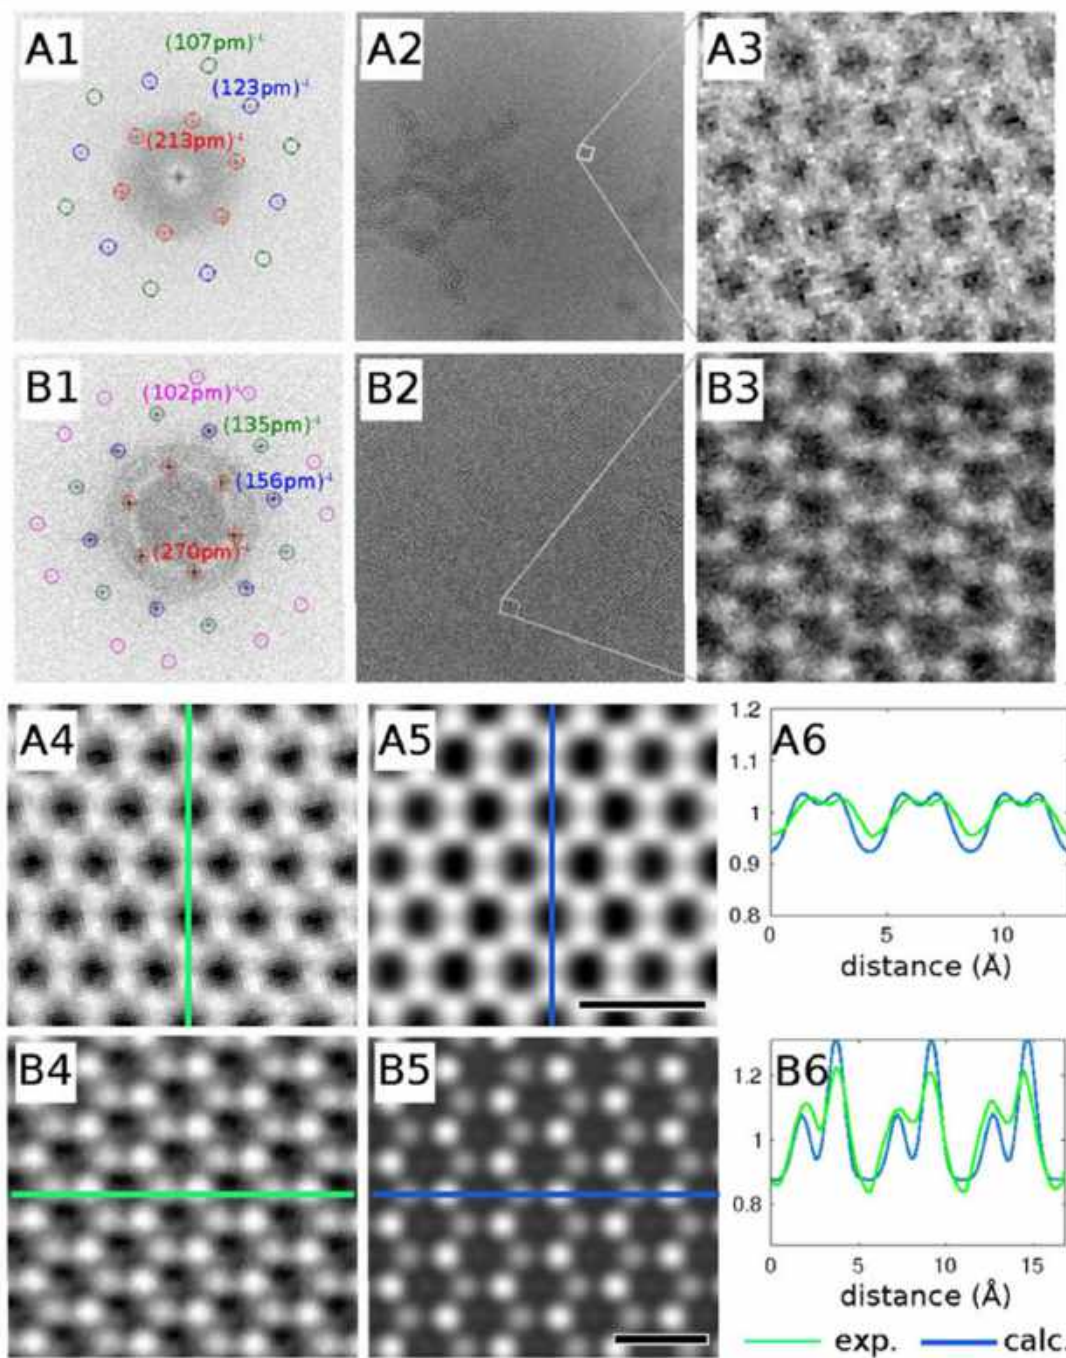 A1
(107pm)⁻¹
(123pm)⁻¹
(213pm)⁻¹
A2
A3
B1
(102pm)⁻¹
(135pm)⁻¹
(156pm)⁻¹
(270pm)⁻¹
B2
B3
A4
A5
A6
1.2
1.1
1
0.9
0.8
0 5 10
distance (Å)
B4
B5
B6
1.2
1
0.8
0 5 10 15
distance (Å)
exp. calc.